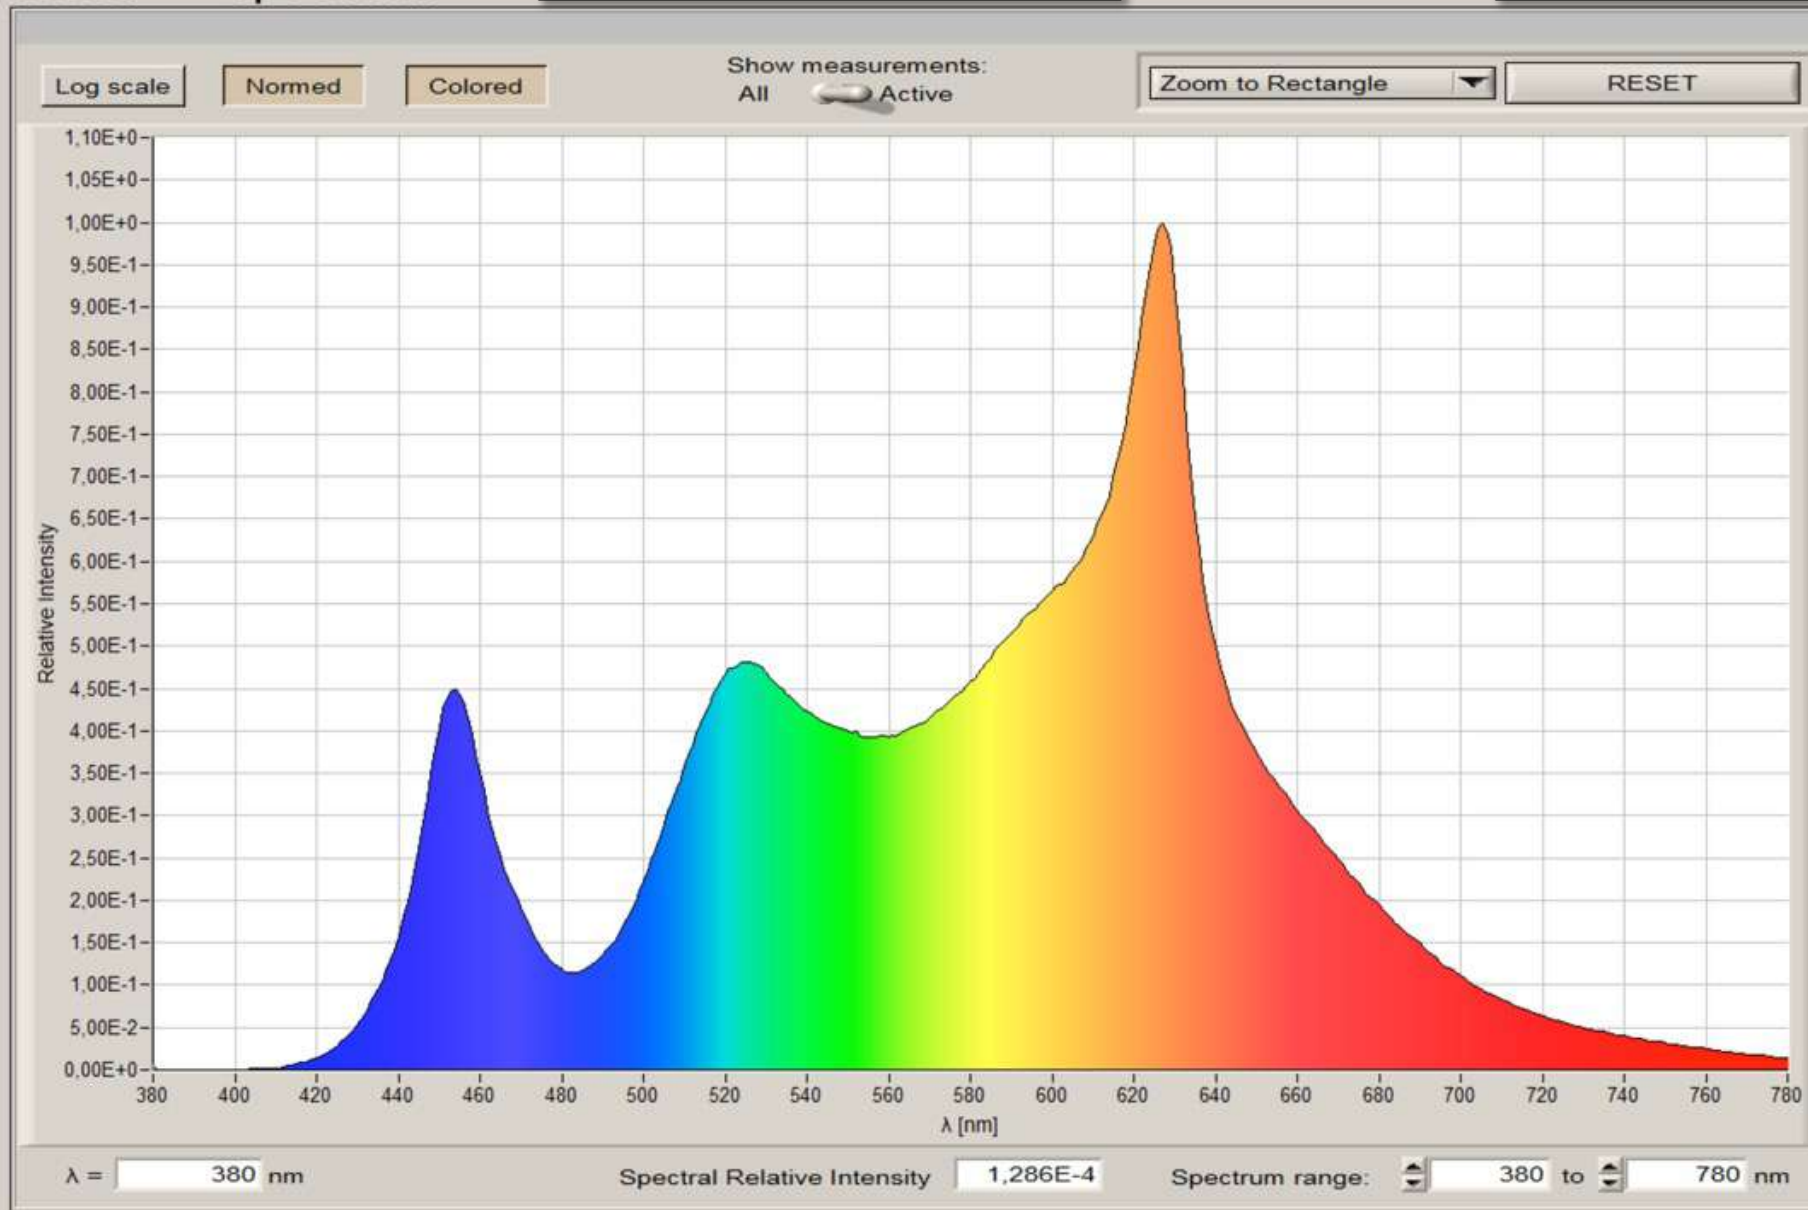 Log scale Normed Colored Show measurements: All Active Zoom to Rectangle RESET
1,10E+0
1,05E+0
1,00E+0
9,50E-1
9,00E-1
8,50E-1
8,00E-1
7,50E-1
7,00E-1
6,50E-1
6,00E-1
5,50E-1
5,00E-1
4,50E-1
4,00E-1
3,50E-1
3,00E-1
2,50E-1
2,00E-1
1,50E-1
1,00E-1
5,00E-2
0,00E+0
Relative Intensity
380 400 420 440 460 480 500 520 540 560 580 600 620 640 660 680 700 720 740 760 780
λ [nm]
λ = 380 nm Spectral Relative Intensity 1,286E-4 Spectrum range: 380 to 780 nm